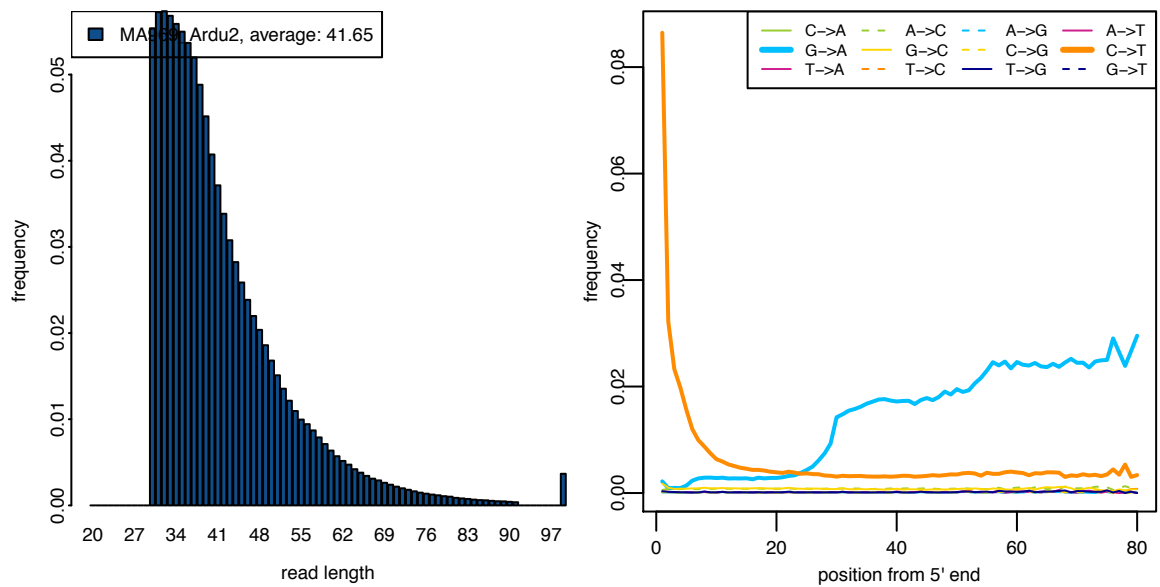 MA969_Ardu2, average: 41.65
frequency
0.00 0.01 0.02 0.03 0.04 0.05
20 27 34 41 48 55 62 69 76 83 90 97
read length
C−>A A−>C A−>G A−>T
G−>A G−>C C−>G C−>T
T−>A T−>C T−>G G−>T
frequency
0.00 0.02 0.04 0.06 0.08
0 20 40 60 80
position from 5' end